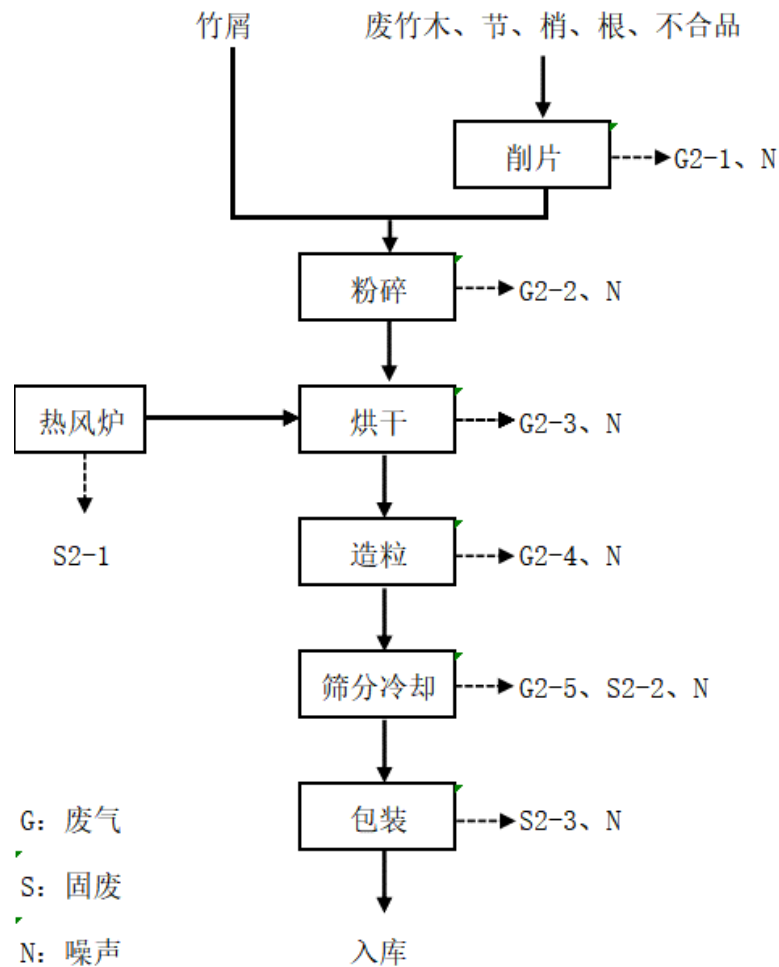 竹屑
废竹木、节、梢、根、不合品
削片
G2-1、N
粉碎
G2-2、N
热风炉
烘干
G2-3、N
S2-1
造粒
G2-4、N
筛分冷却
G2-5、S2-2、N
包装
S2-3、N
G：废气
S：固废
N：噪声
入库